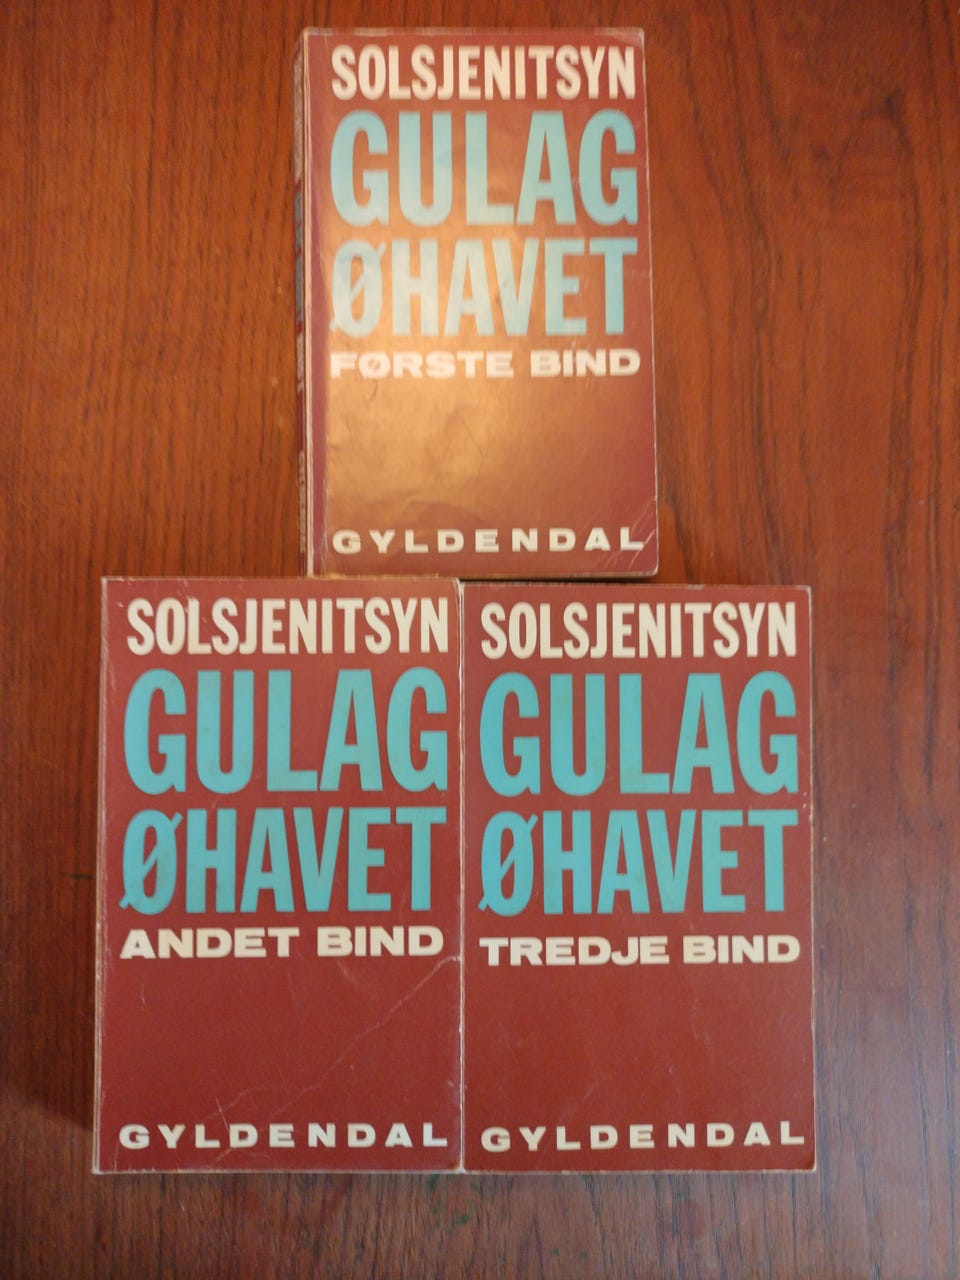 SOLSJENITSYN
GULAG
ØHAVET
FØRSTE BIND
GYLDENDAL
SOLSJENITSYN
GULAG
ØHAVET
ANDET BIND
GYLDENDAL
SOLSJENITSYN
GULAG
ØHAVET
TREDJE BIND
GYLDENDAL